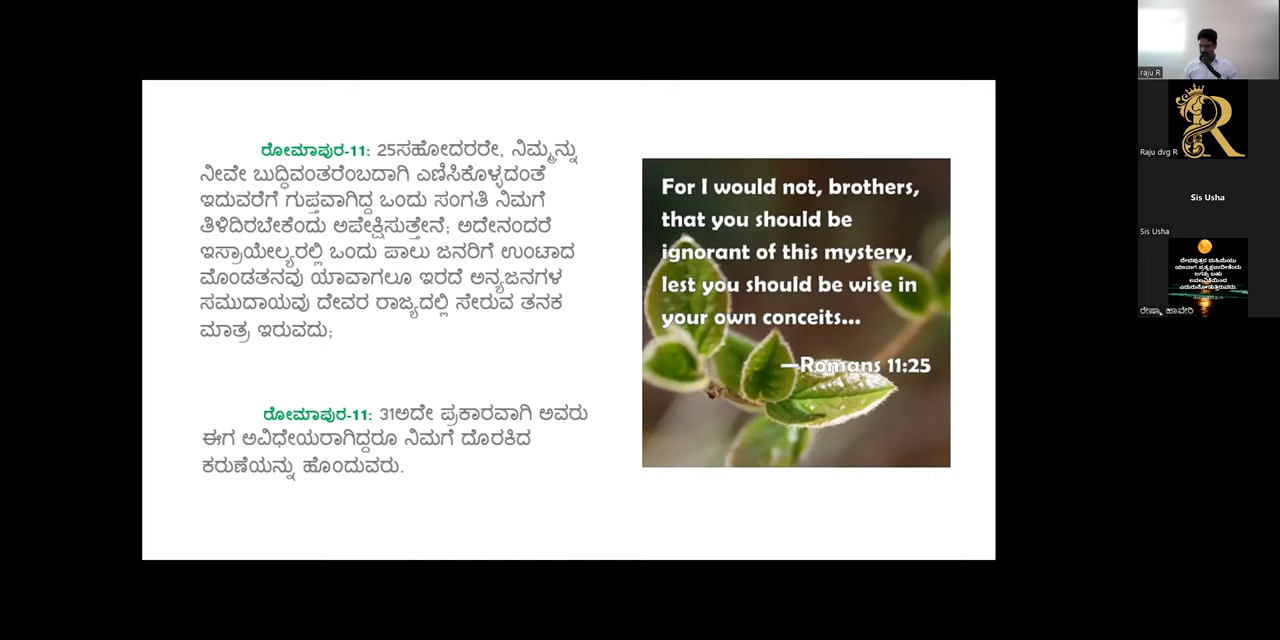 ರೋಮಾಪುರ-11: 25ಸಹೋದರರೇ, ನಿಮ್ಮನ್ನು
ನೀವೇ ಬುದ್ಧಿವಂತರೆಂಬದಾಗಿ ಎಣಿಸಿಕೊಳ್ಳದಂತೆ
ಇದುವರೆಗೆ ಗುಪ್ತವಾಗಿದ್ದ ಒಂದು ಸಂಗತಿ ನಿಮಗೆ
ತಿಳಿದಿರಬೇಕೆಂದು ಅಪೇಕ್ಷಿಸುತ್ತೇನೆ; ಅದೇನಂದರೆ
ಇಸ್ರಾಯೇಲ್ಯರಲ್ಲಿ ಒಂದು ಪಾಲು ಜನರಿಗೆ ಉಂಟಾದ
ಮೊಂಡತನವು ಯಾವಾಗಲೂ ಇರದೆ ಅನ್ಯಜನಗಳ
ಸಮುದಾಯವು ದೇವರ ರಾಜ್ಯದಲ್ಲಿ ಸೇರುವ ತನಕ
ಮಾತ್ರ ಇರುವದು;
ರೋಮಾಪುರ-11: 31ಅದೇ ಪ್ರಕಾರವಾಗಿ ಅವರು
ಈಗ ಅವಿಧೇಯರಾಗಿದ್ದರೂ ನಿಮಗೆ ದೊರಕಿದ
ಕರುಣೆಯನ್ನು ಹೊಂದುವರು.
For I would not, brothers,
that you should be
ignorant of this mystery,
lest you should be wise in
your own conceits...
—Romans 11:25
raju R
R
Raju dvg R
Sis Usha
Sis Usha
ರೇಷ್ಮಾ ಹಾವೇರಿ